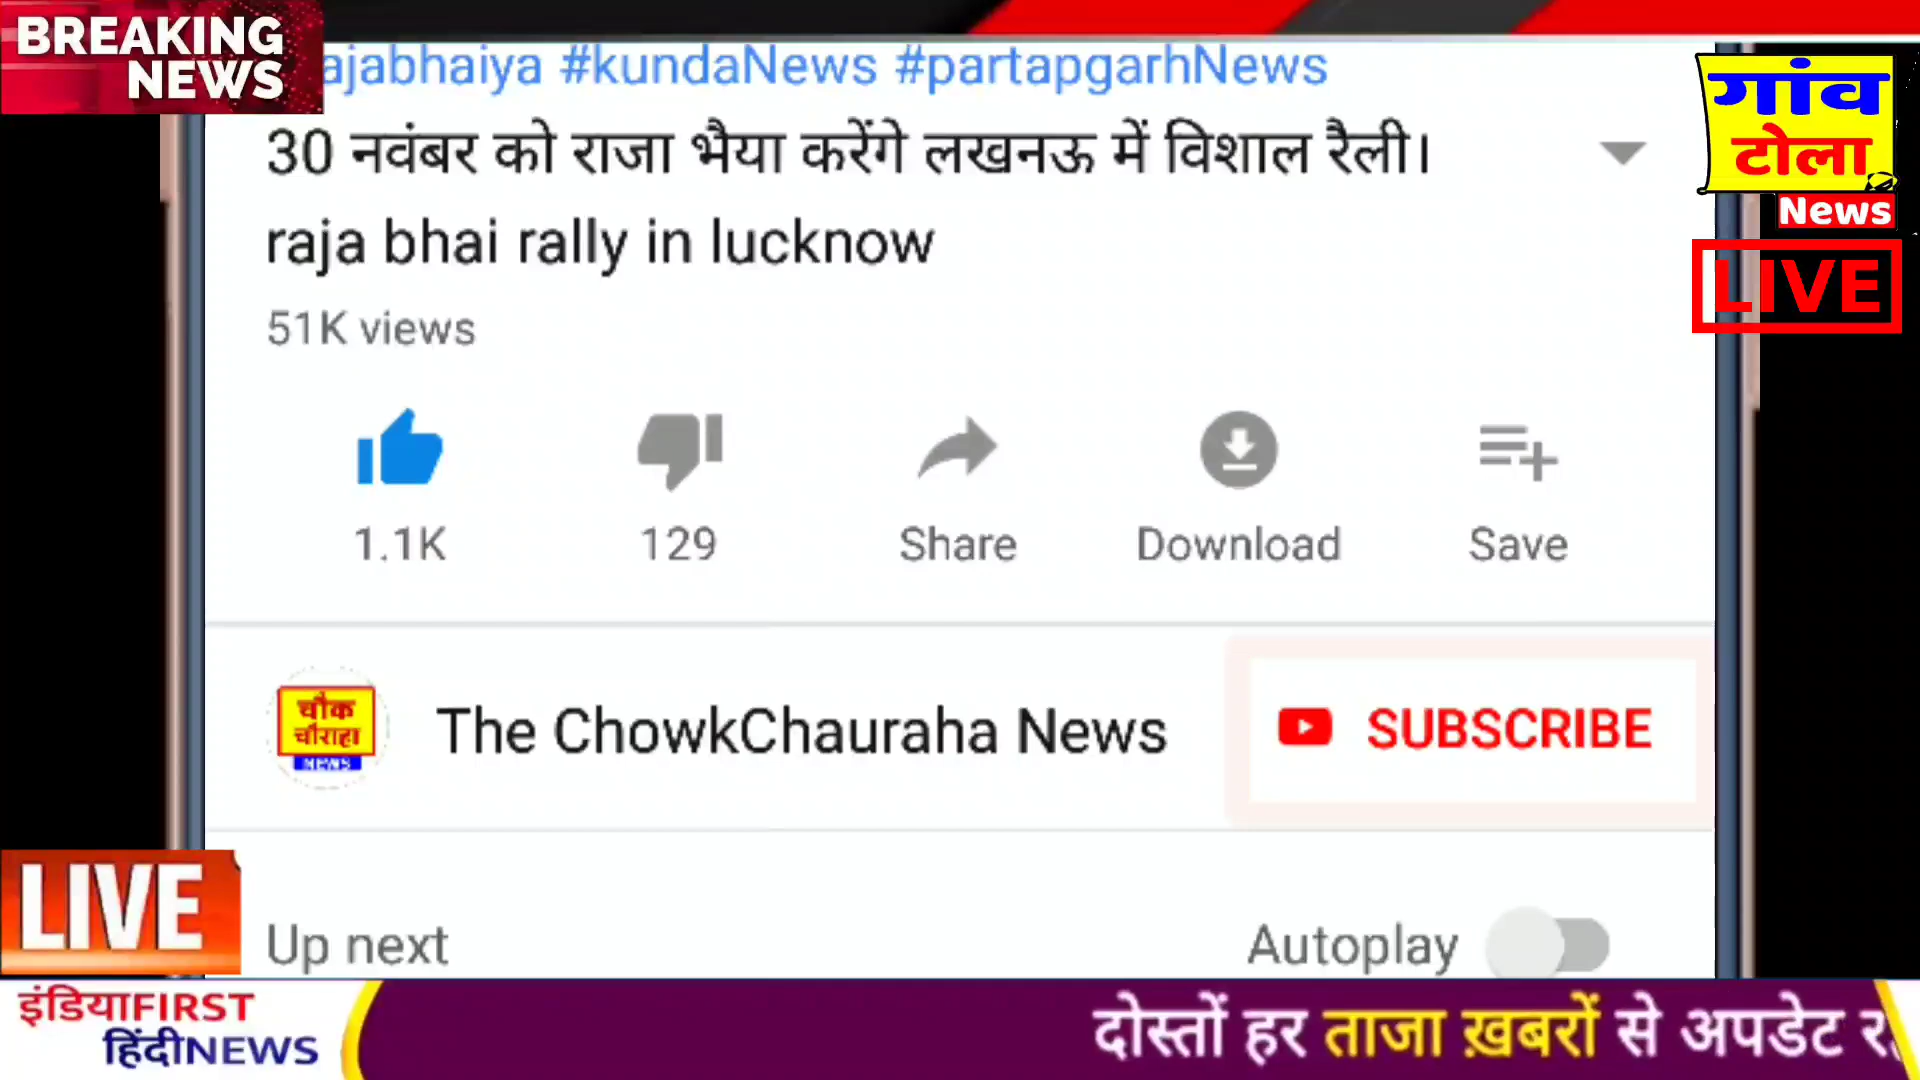 BREAKING
NEWS
ajabhaiya #kundaNews #partapgarhNews
गांव
टोला
News
LIVE
30 नवंबर को राजा भैया करेंगे लखनऊ में विशाल रैली।
raja bhai rally in lucknow
51K views
1.1K 129 Share Download Save
चौक
चौराहा
NEWS
The ChowkChauraha News SUBSCRIBE
LIVE
Up next Autoplay
इंडियाFIRST
हिंदीNEWS
दोस्तों हर ताजा ख़बरों से अपडेट